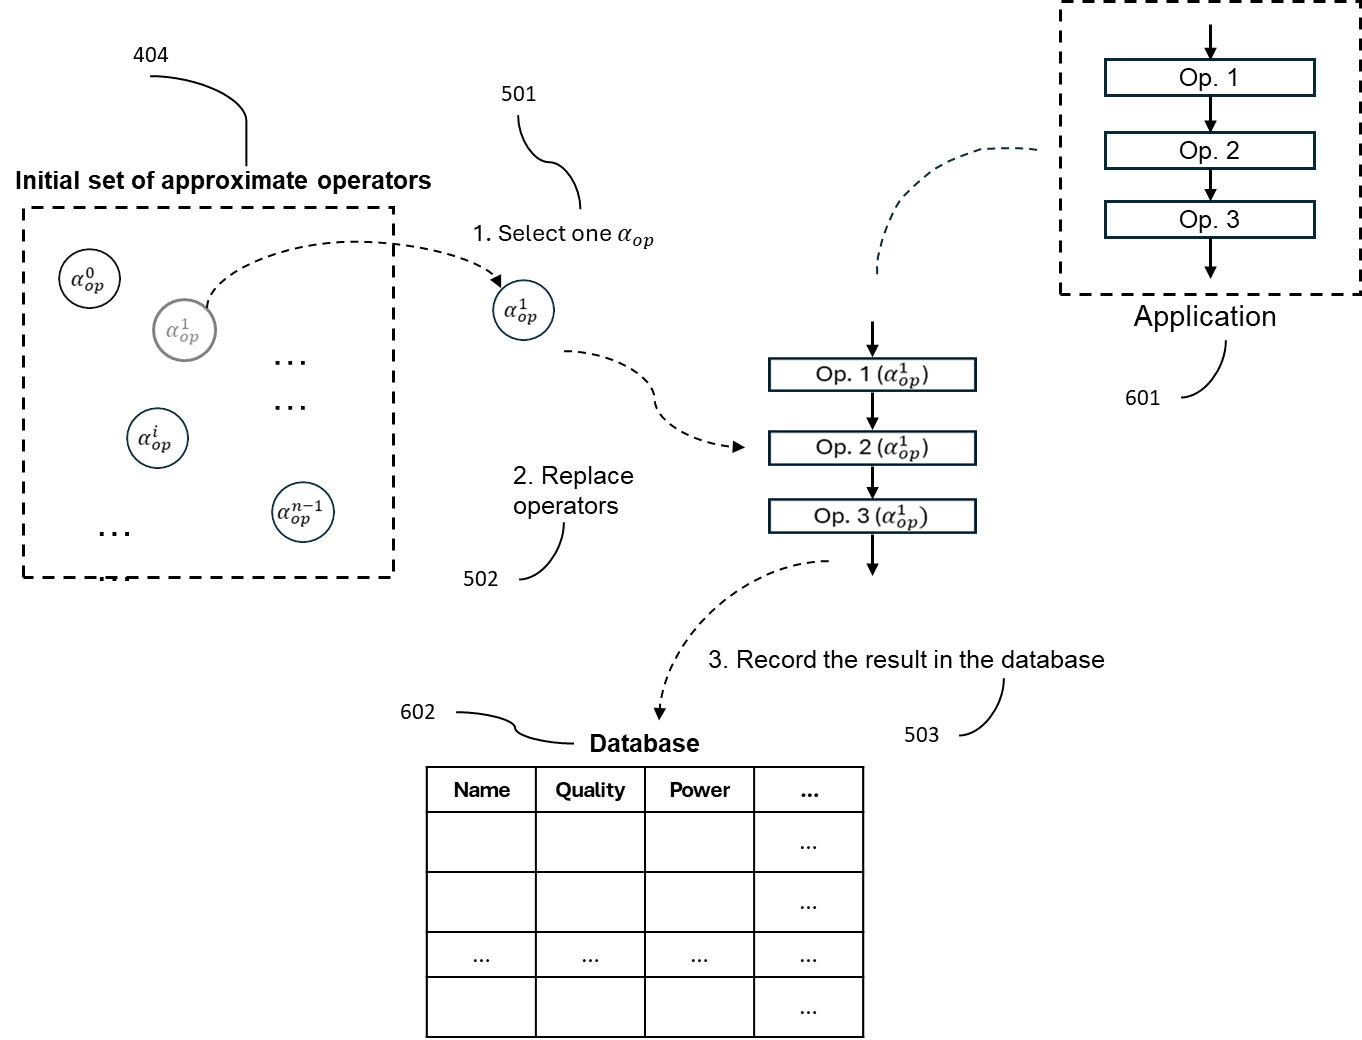 404
501
Op. 1
Op. 2
Op. 3
Application
601
Initial set of approximate operators
α⁰op
α¹op
...
...
αⁱop
αⁿ⁻¹op
...
...
1. Select one αop
α¹op
Op. 1 (α¹op)
Op. 2 (α¹op)
Op. 3 (α¹op)
2. Replace
operators
502
3. Record the result in the database
503
602
Database
Name Quality Power ...
...
...
... ... ... ...
...